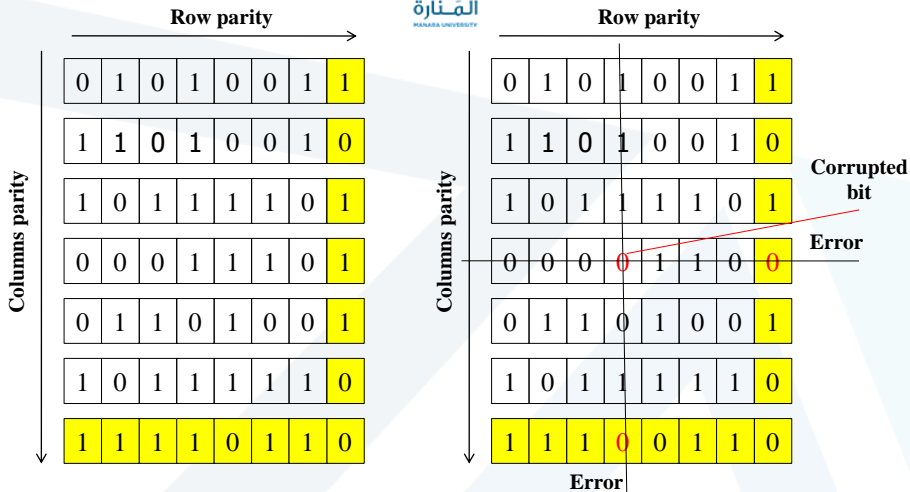 المَـنارة
MANARA UNIVERSITY
Row parity
Columns parity
0 1 0 1 0 0 1 1
1 1 0 1 0 0 1 0
1 0 1 1 1 1 0 1
0 0 0 1 1 1 0 1
0 1 1 0 1 0 0 1
1 0 1 1 1 1 1 0
1 1 1 1 0 1 1 0
Row parity
Columns parity
0 1 0 1 0 0 1 1
1 1 0 1 0 0 1 0
1 0 1 1 1 1 0 1
0 0 0 0 1 1 0 0
0 1 1 0 1 0 0 1
1 0 1 1 1 1 1 0
1 1 1 0 0 1 1 0
Corrupted
bit
Error
Error